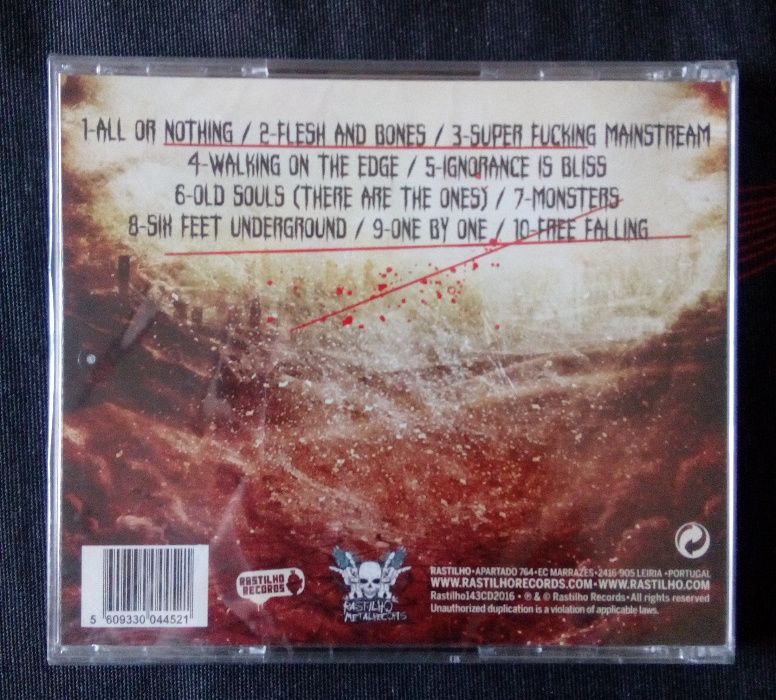 1-ALL OR NOTHING / 2-FLESH AND BONES / 3-SUPER FUCKING MAINSTREAM
4-WALKING ON THE EDGE / 5-IGNORANCE IS BLISS
6-OLD SOULS (THERE ARE THE ONES) / 7-MONSTERS
8-SIX FEET UNDERGROUND / 9-ONE BY ONE / 10-FREE FALLING
5 609330 044521
RASTILHO
RECORDS
RASTILHO
METALRECORDS
RASTILHO • APARTADO 764 • EC MARRAZES • 2416-905 LEIRIA • PORTUGAL
WWW.RASTILHORECORDS.COM • WWW.RASTILHO.COM
Rastilho143CD2016 • ℗ & © Rastilho Records • All rights reserved
Unauthorized duplication is a violation of applicable laws.